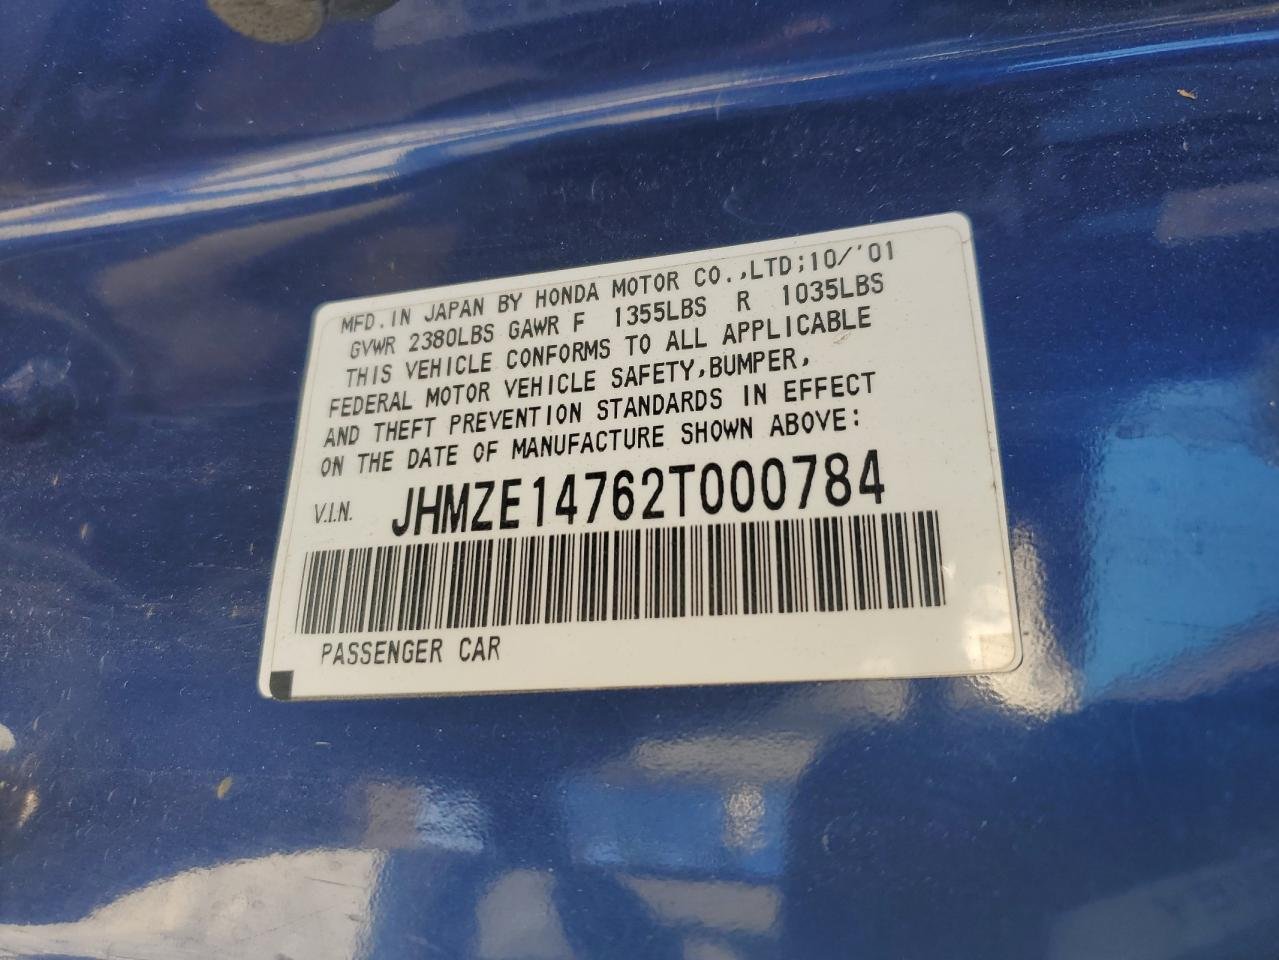 MFD. IN JAPAN BY HONDA MOTOR CO.,LTD;10/'01
GVWR 2380LBS GAWR F 1355LBS R 1035LBS
THIS VEHICLE CONFORMS TO ALL APPLICABLE
FEDERAL MOTOR VEHICLE SAFETY,BUMPER,
AND THEFT PREVENTION STANDARDS IN EFFECT
ON THE DATE OF MANUFACTURE SHOWN ABOVE:
V.I.N. JHMZE14762T000784
PASSENGER CAR